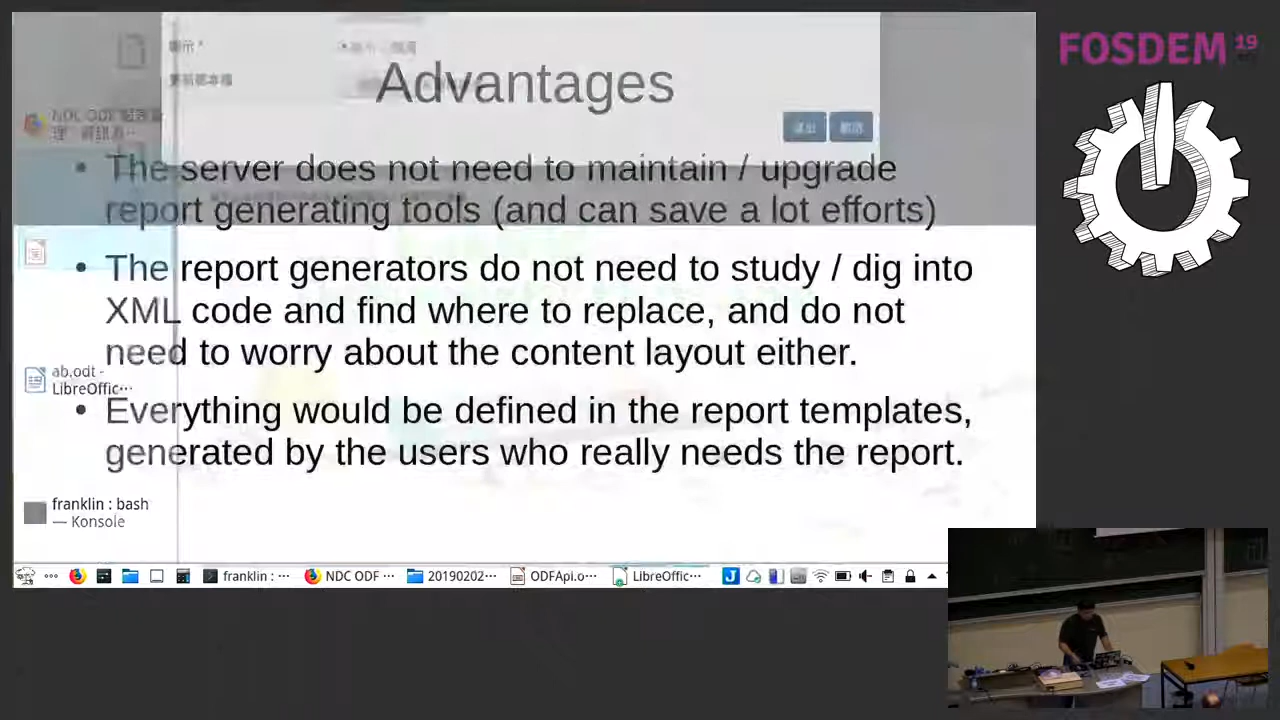 FOSDEM 19
Advantages
NDC ODF
• The server does not need to maintain / upgrade
report generating tools (and can save a lot efforts)
• The report generators do not need to study / dig into
XML code and find where to replace, and do not
need to worry about the content layout either.
ab.odt -
LibreOffic...
• Everything would be defined in the report templates,
generated by the users who really needs the report.
franklin : bash
— Konsole
franklin : ...
NDC ODF ...
20190202...
ODFApi.o...
LibreOffic...